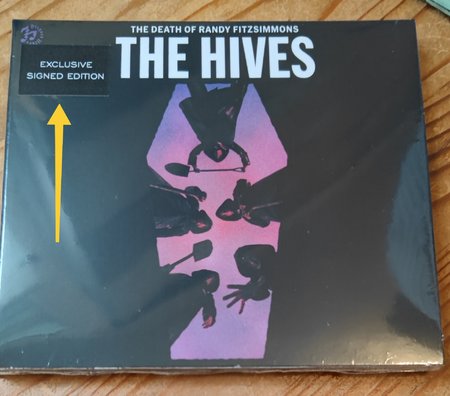 THE DEATH OF RANDY FITZSIMMONS
THE HIVES
EXCLUSIVE
SIGNED EDITION